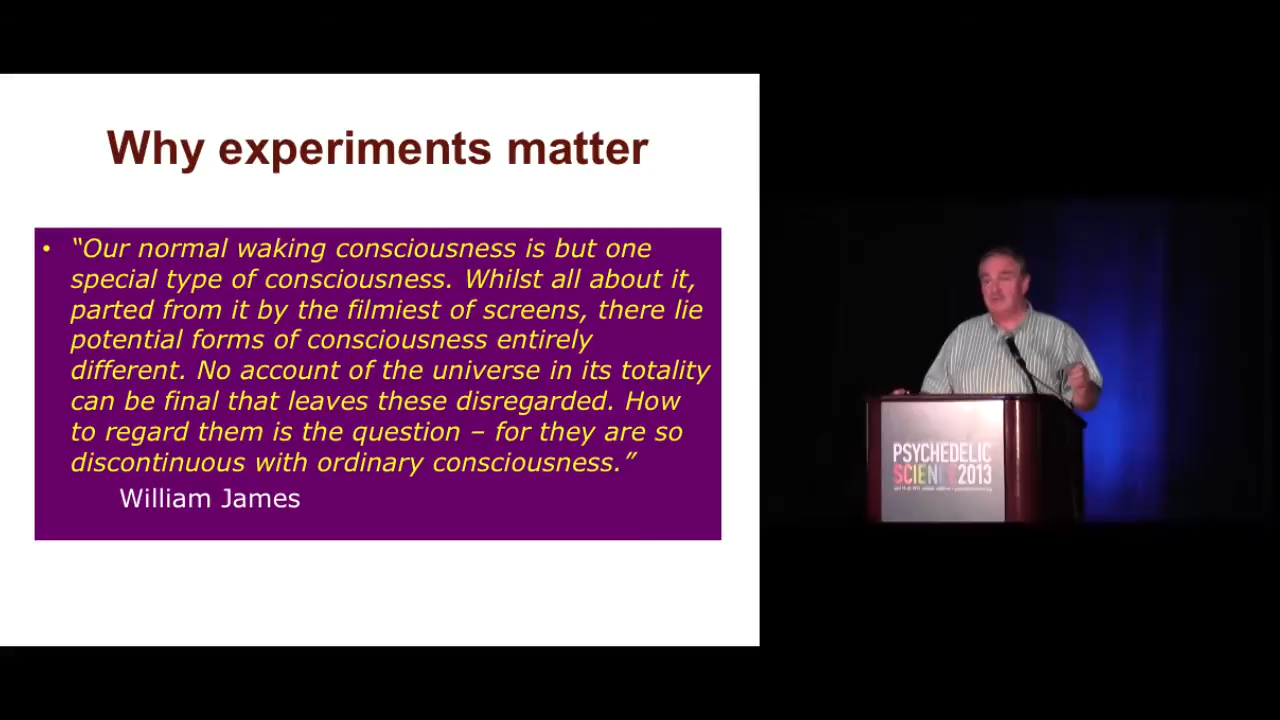 Why experiments matter
• “Our normal waking consciousness is but one
special type of consciousness. Whilst all about it,
parted from it by the filmiest of screens, there lie
potential forms of consciousness entirely
different. No account of the universe in its totality
can be final that leaves these disregarded. How
to regard them is the question – for they are so
discontinuous with ordinary consciousness.”
William James
PSYCHEDELIC
SCIENCE 2013